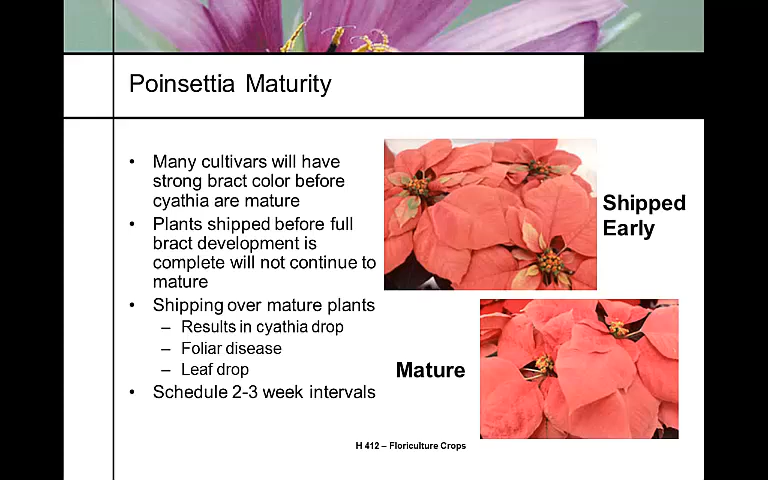 Poinsettia Maturity
• Many cultivars will have
strong bract color before
cyathia are mature
• Plants shipped before full
bract development is
complete will not continue to
mature
• Shipping over mature plants
– Results in cyathia drop
– Foliar disease
– Leaf drop
• Schedule 2-3 week intervals
Shipped
Early
Mature
H 412 – Floriculture Crops